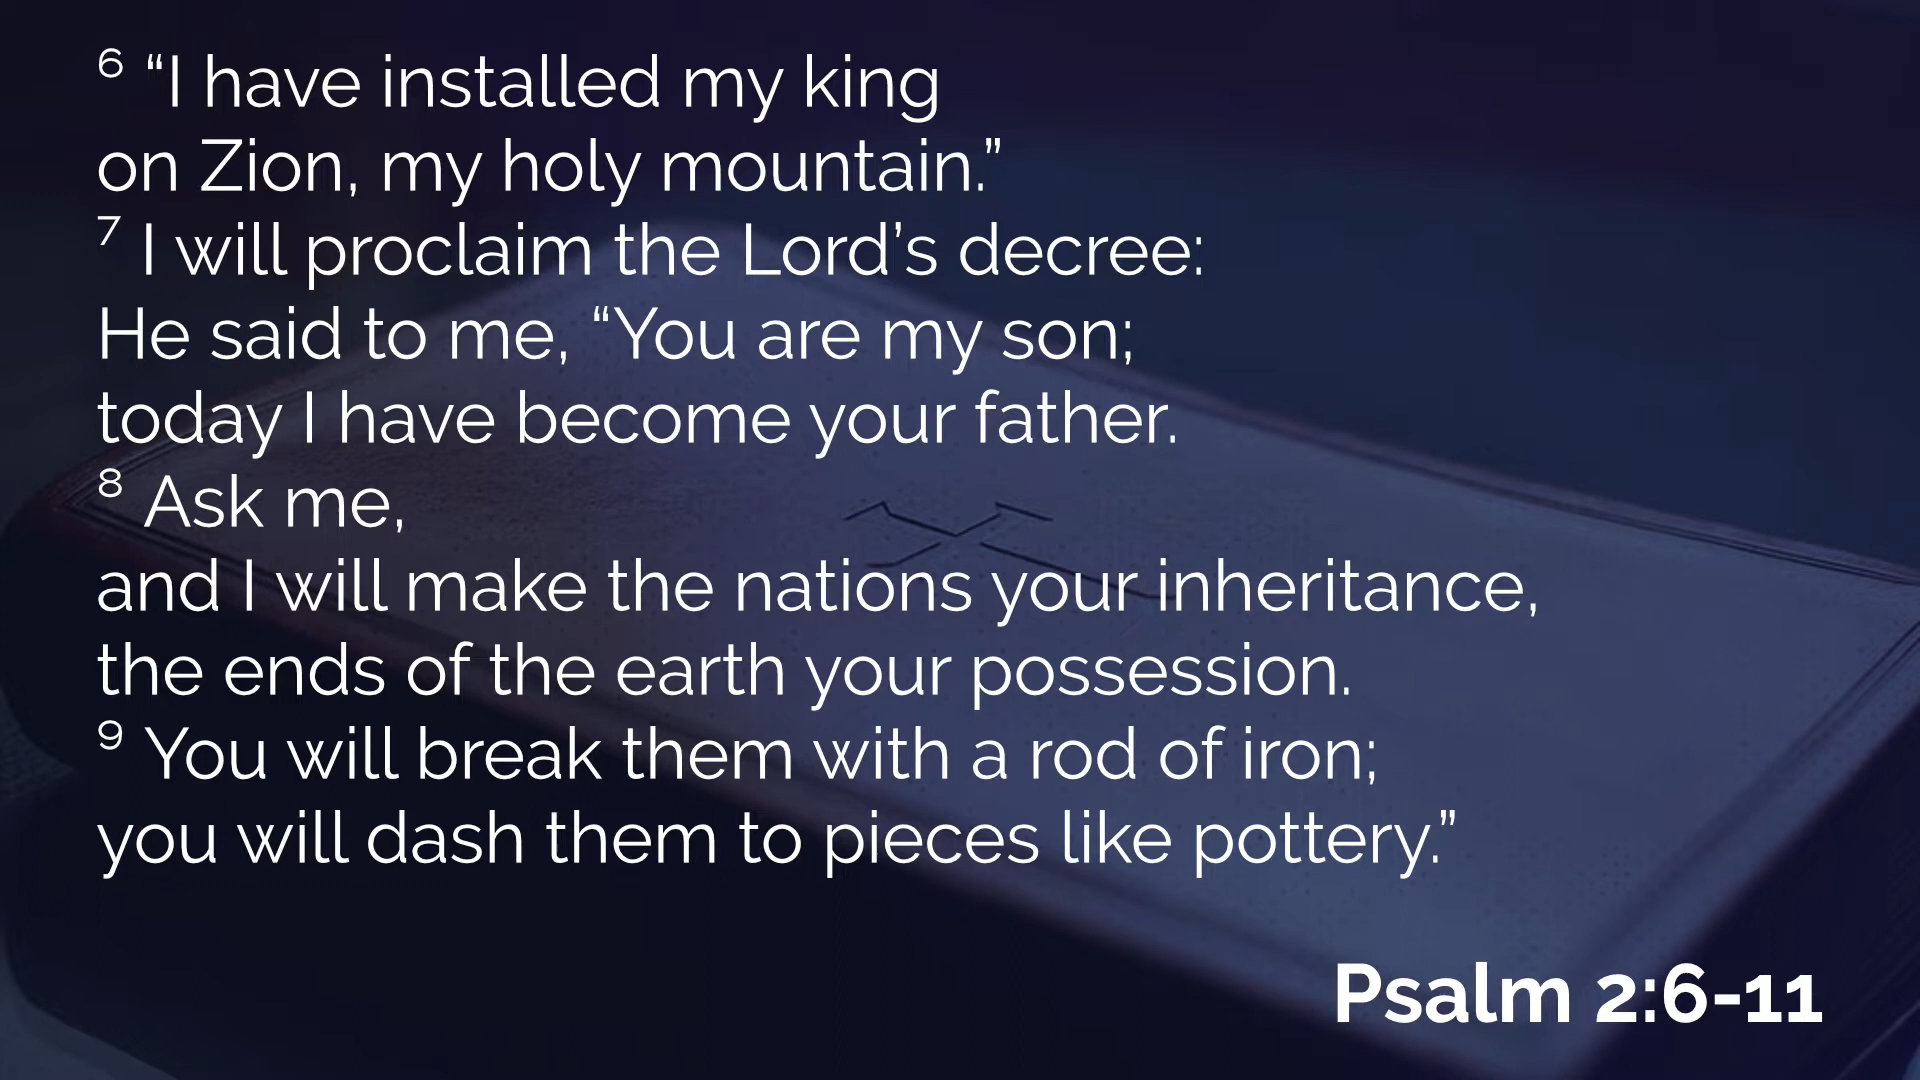 6 “I have installed my king
on Zion, my holy mountain.”
7 I will proclaim the Lord’s decree:
He said to me, “You are my son;
today I have become your father.
8 Ask me,
and I will make the nations your inheritance,
the ends of the earth your possession.
9 You will break them with a rod of iron;
you will dash them to pieces like pottery.”
Psalm 2:6-11